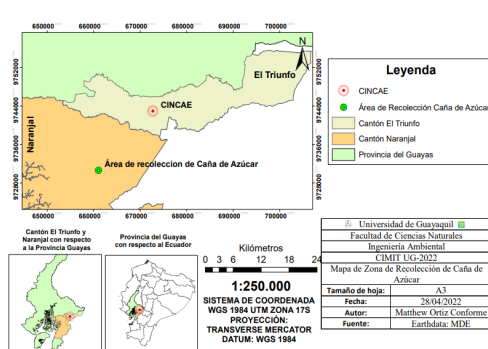 650000 660000 670000 680000 690000 700000
N
9752000
9744000
9736000
9728000
9752000
9744000
9736000
9728000
El Triunfo
CINCAE
Naranjal
Área de recoleccion de Caña de Azúcar
650000 660000 670000 680000 690000 700000
Leyenda
CINCAE
Área de Recolección de Caña de Azúcar
Cantón El Triunfo
Cantón Naranjal
Provincia del Guayas
Cantón El Triunfo y
Naranjal con respecto
a la Provincia Guayas
Provincia del Guayas
con respecto al Ecuador
Kilómetros
0 3 6 12 18 24
1:250.000
SISTEMA DE COORDENADA
WGS 1984 UTM ZONA 17S
PROYECCIÓN:
TRANSVERSE MERCATOR
DATUM: WGS 1984
Universidad de Guayaquil
Facultad de Ciencias Naturales
Ingeniería Ambiental
CIMIT UG-2022
Mapa de Zona de Recolección de Caña de
Azúcar
Tamaño de hoja: A3
Fecha: 28/04/2022
Autor: Matthew Ortiz Conforme
Fuente: Earthdata: MDE